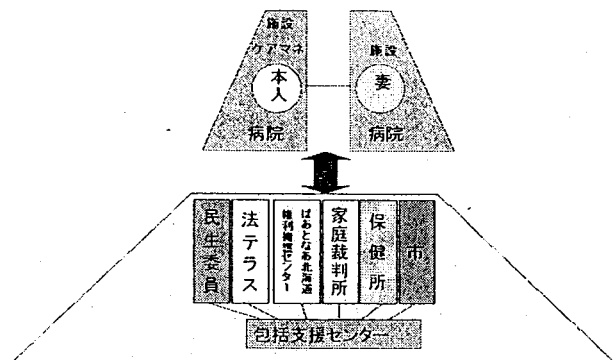 施設
ケアマネ
本人
病院
施設
妻
病院
民生委員
法テラス
ぱあとなあ北海道
権利擁護センター
家庭裁判所
保健所
市
包括支援センター